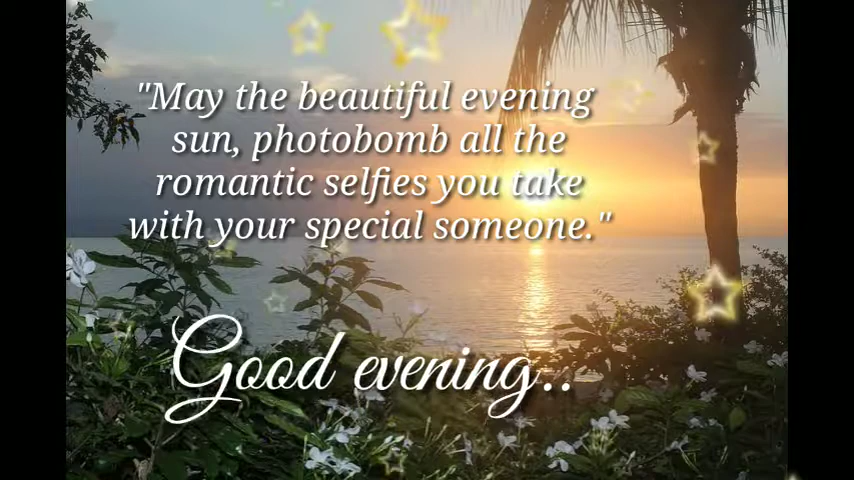 "May the beautiful evening
sun, photobomb all the
romantic selfies you take
with your special someone."
Good evening..